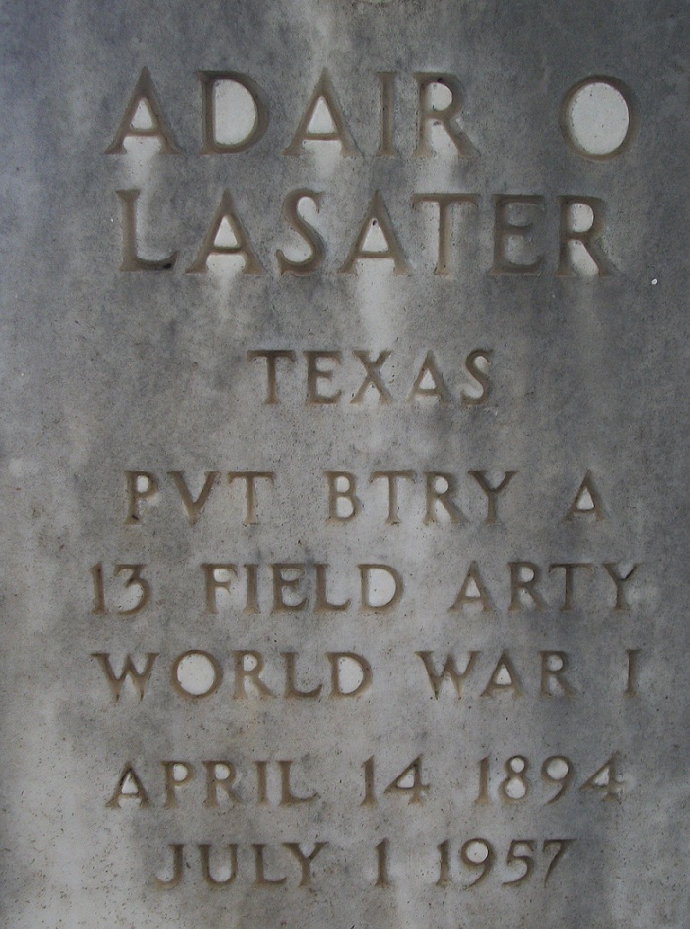 ADAIR O
LASATER
TEXAS
PVT BTRY A
13 FIELD ARTY
WORLD WAR I
APRIL 14 1894
JULY 1 1957